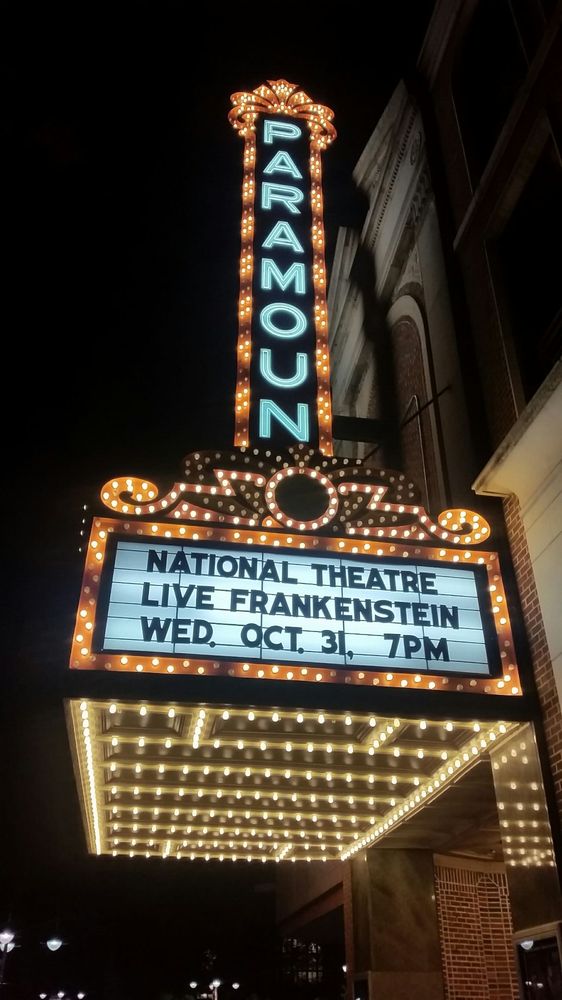 PARAMOUN
NATIONAL THEATRE
LIVE FRANKENSTEIN
WED. OCT. 31, 7PM